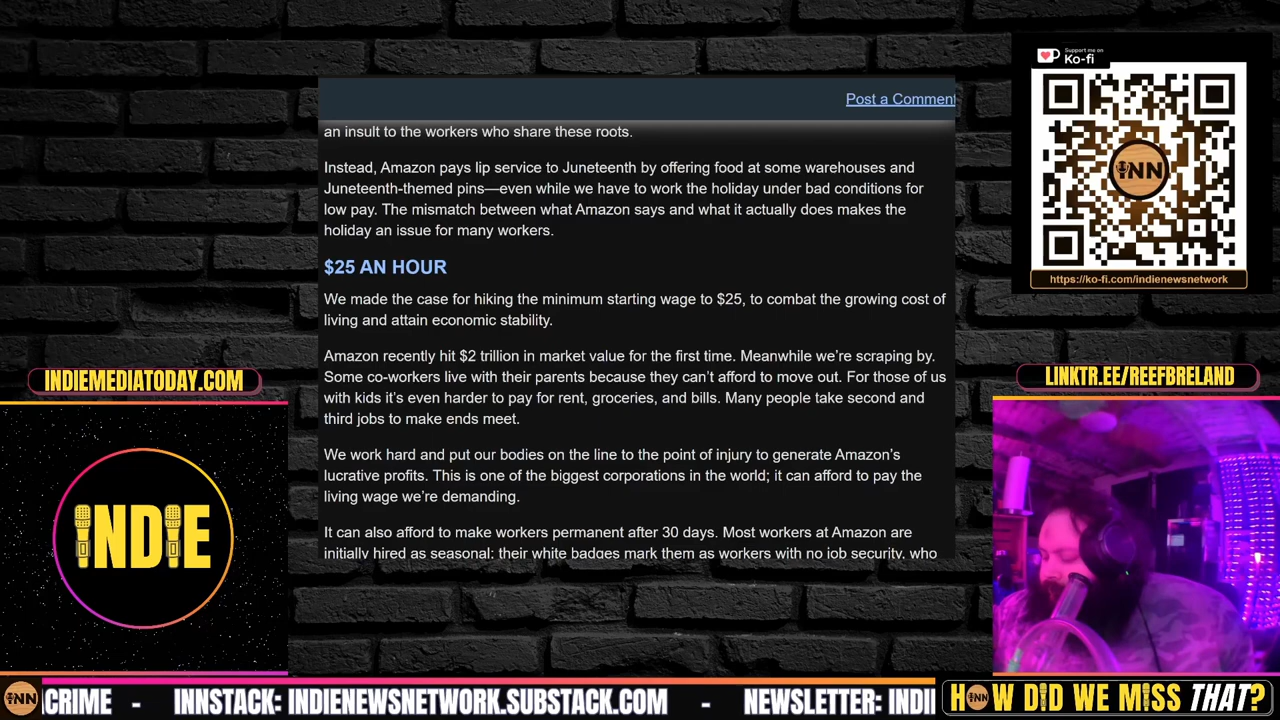 Support me on
Ko-fi
Post a Comment
an insult to the workers who share these roots.
Instead, Amazon pays lip service to Juneteenth by offering food at some warehouses and
Juneteenth-themed pins—even while we have to work the holiday under bad conditions for
low pay. The mismatch between what Amazon says and what it actually does makes the
holiday an issue for many workers.
$25 AN HOUR
We made the case for hiking the minimum starting wage to $25, to combat the growing cost of
living and attain economic stability.
Amazon recently hit $2 trillion in market value for the first time. Meanwhile we’re scraping by.
Some co-workers live with their parents because they can’t afford to move out. For those of us
with kids it’s even harder to pay for rent, groceries, and bills. Many people take second and
third jobs to make ends meet.
We work hard and put our bodies on the line to the point of injury to generate Amazon’s
lucrative profits. This is one of the biggest corporations in the world; it can afford to pay the
living wage we’re demanding.
It can also afford to make workers permanent after 30 days. Most workers at Amazon are
initially hired as seasonal; their white badges mark them as workers with no job security, who
INN
https://ko-fi.com/indienewsnetwork
INDIEMEDIATODAY.COM
LINKTR.EE/REEFBRELAND
INDIE
INN
CRIME - INNSTACK: INDIENEWSNETWORK.SUBSTACK.COM - NEWSLETTER: INDI
HOW DID WE MISS THAT?